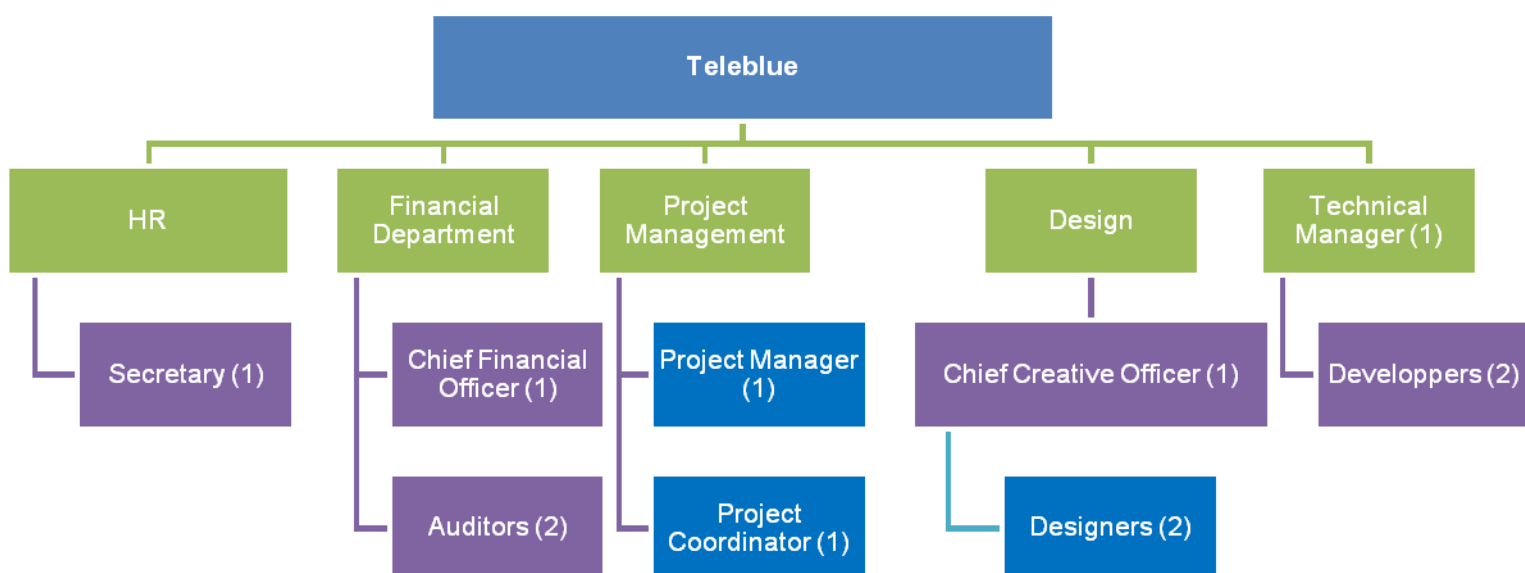 Teleblue
HR
Financial
Department
Project
Management
Design
Technical
Manager (1)
Secretary (1)
Chief Financial
Officer (1)
Project Manager
(1)
Chief Creative Officer (1)
Developpers (2)
Auditors (2)
Project
Coordinator (1)
Designers (2)